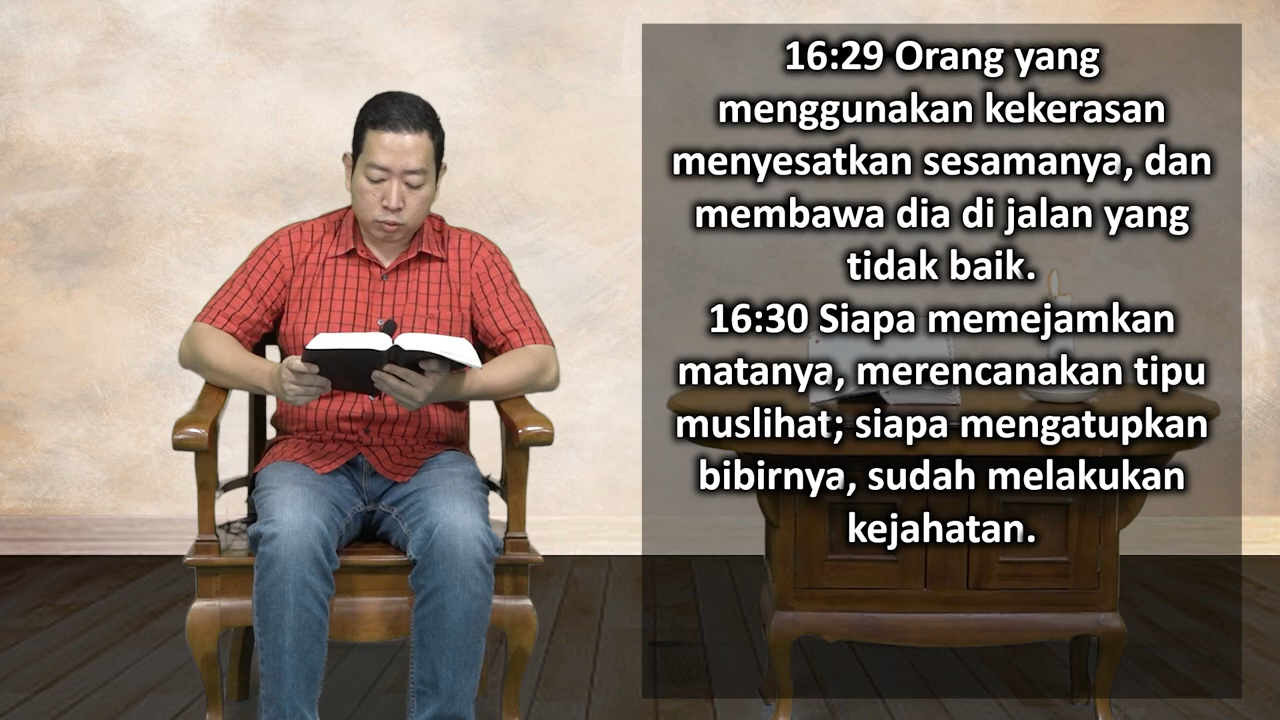 16:29 Orang yang
menggunakan kekerasan
menyesatkan sesamanya, dan
membawa dia di jalan yang
tidak baik.
16:30 Siapa memejamkan
matanya, merencanakan tipu
muslihat; siapa mengatupkan
bibirnya, sudah melakukan
kejahatan.